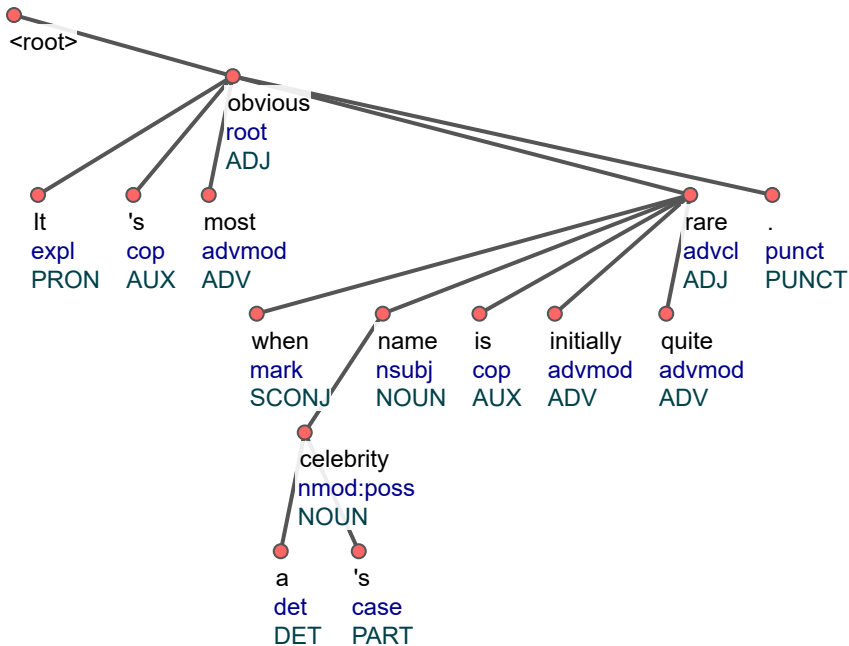 <root>
obvious
root
ADJ
It 's most rare .
expl cop advmod advcl punct
PRON AUX ADV ADJ PUNCT
when name is initially quite
mark nsubj cop advmod advmod
SCONJ NOUN AUX ADV ADV
celebrity
nmod:poss
NOUN
a 's
det case
DET PART